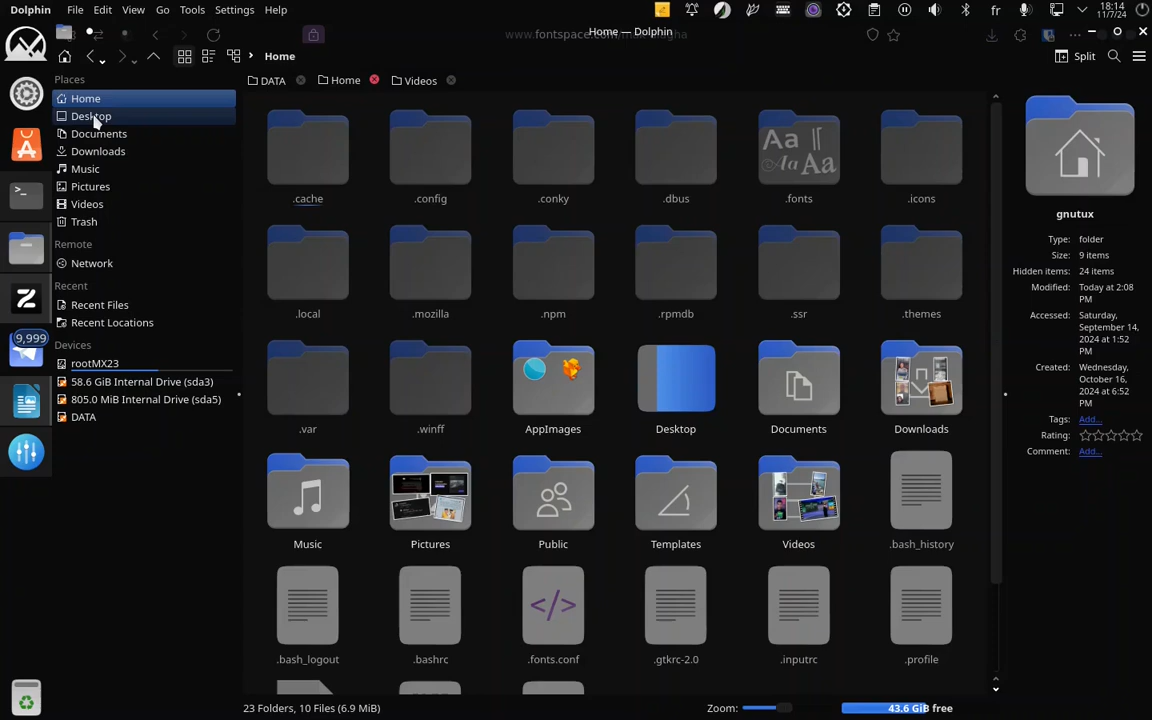 Dolphin File Edit View Go Tools Settings Help
fr 18:14
11/7/24
Home — Dolphin
Home Split
Places
Home
Desktop
Documents
Downloads
Music
Pictures
Videos
Trash
Remote
Network
Recent
Recent Files
Recent Locations
Devices
rootMX23
58.6 GiB Internal Drive (sda3)
805.0 MiB Internal Drive (sda5)
DATA
9,999
DATA Home Videos
.cache .config .conky .dbus .fonts .icons
.local .mozilla .npm .rpmdb .ssr .themes
.var .winff AppImages Desktop Documents Downloads
Music Pictures Public Templates Videos .bash_history
.bash_logout .bashrc .fonts.conf .gtkrc-2.0 .inputrc .profile
23 Folders, 10 Files (6.9 MiB) Zoom: 43.6 GiB free
gnutux
Type: folder
Size: 9 items
Hidden items: 24 items
Modified: Today at 2:08
PM
Accessed: Saturday,
September 14,
2024 at 1:52
PM
Created: Wednesday,
October 16,
2024 at 6:52
PM
Tags: Add...
Rating:
Comment: Add...